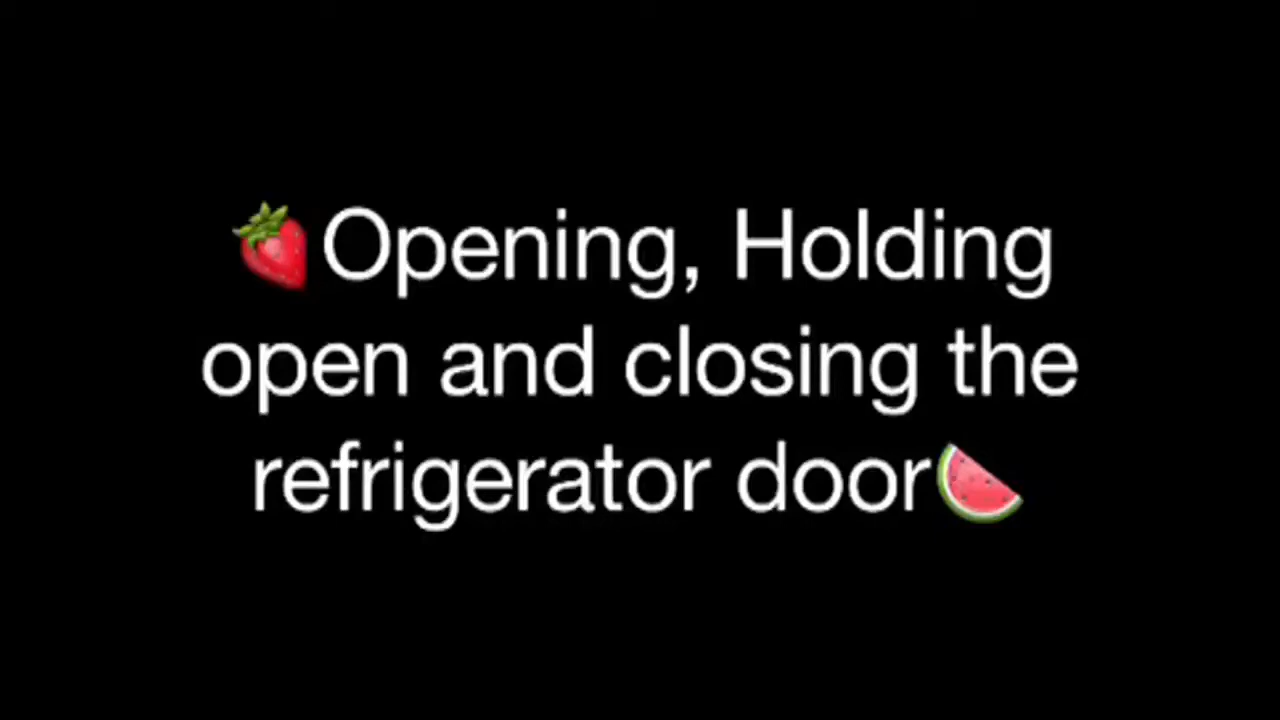 🍓Opening, Holding
open and closing the
refrigerator door🍉